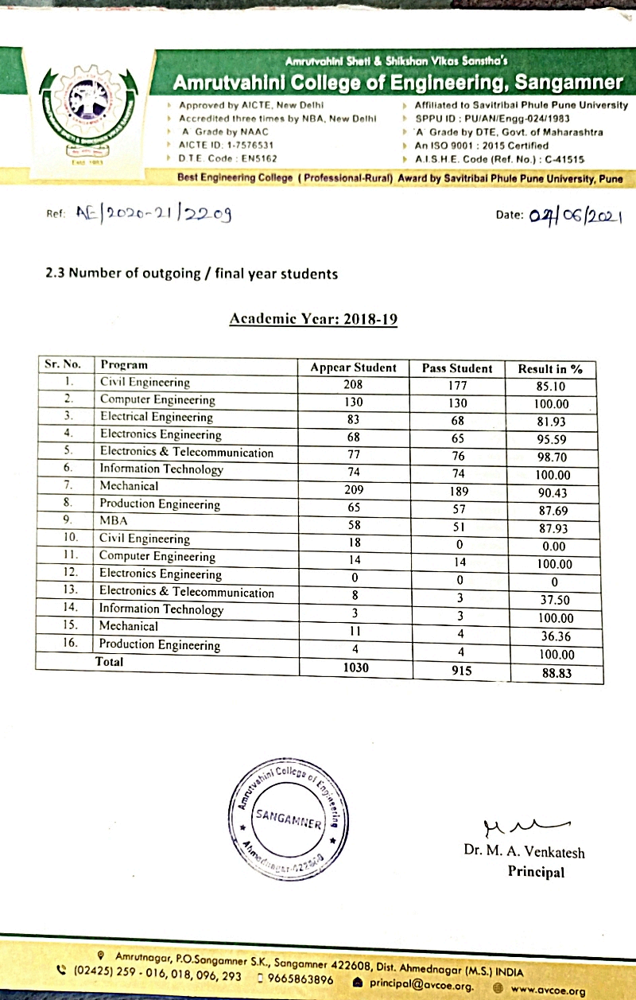 Amrutvahini Sheti & Shikshan Vikas Sanstha's
Amrutvahini College of Engineering, Sangamner
Approved by AICTE, New Delhi
Accredited three times by NBA, New Delhi
'A' Grade by NAAC
AICTE ID: 1-7576531
D.T.E. Code : EN5162
Affiliated to Savitribai Phule Pune University
SPPU ID : PU/AN/Engg-024/1983
'A' Grade by DTE, Govt. of Maharashtra
An ISO 9001 : 2015 Certified
A.I.S.H.E. Code (Ref. No.) : C-41515
Estd. 1983
Best Engineering College ( Professional-Rural) Award by Savitribai Phule Pune University, Pune
Ref: AE/2020-21/2209 Date: 07/06/2021
2.3 Number of outgoing / final year students
Academic Year: 2018-19
Sr. No. Program Appear Student Pass Student Result in %
1. Civil Engineering 208 177 85.10
2. Computer Engineering 130 130 100.00
3. Electrical Engineering 83 68 81.93
4. Electronics Engineering 68 65 95.59
5. Electronics & Telecommunication 77 76 98.70
6. Information Technology 74 74 100.00
7. Mechanical 209 189 90.43
8. Production Engineering 65 57 87.69
9. MBA 58 51 87.93
10. Civil Engineering 18 0 0.00
11. Computer Engineering 14 14 100.00
12. Electronics Engineering 0 0 0
13. Electronics & Telecommunication 8 3 37.50
14. Information Technology 3 3 100.00
15. Mechanical 11 4 36.36
16. Production Engineering 4 4 100.00
Total 1030 915 88.83
Amrutvahini College of Engineering
SANGAMNER
Ahmednagar-422608
Dr. M. A. Venkatesh
Principal
Amrutnagar, P.O.Sangamner S.K., Sangamner 422608, Dist. Ahmednagar (M.S.) INDIA
(02425) 259 - 016, 018, 096, 293 9665863896 principal@avcoe.org. www.avcoe.org